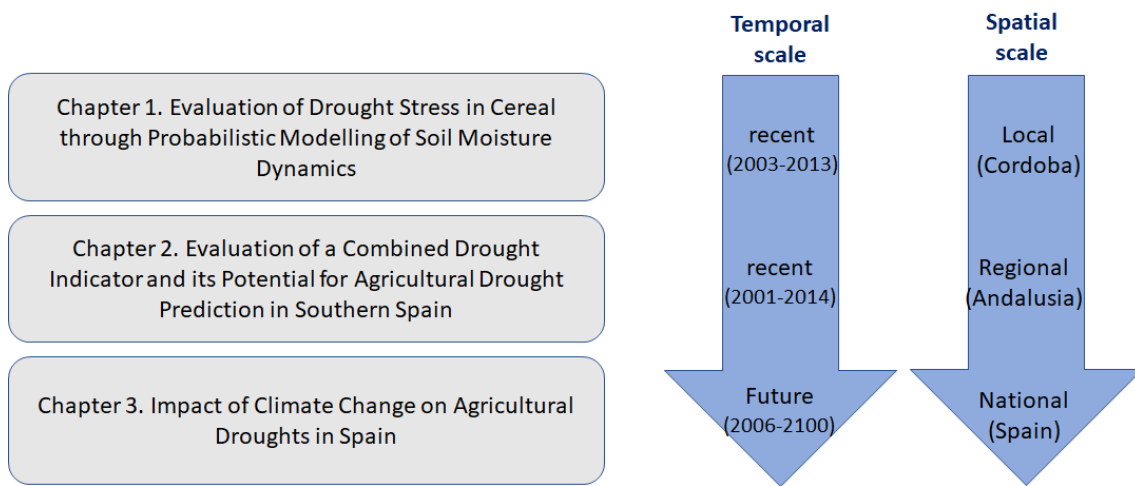 Temporal
scale
Spatial
scale
Chapter 1. Evaluation of Drought Stress in Cereal
through Probabilistic Modelling of Soil Moisture
Dynamics
recent
(2003-2013)
Local
(Cordoba)
Chapter 2. Evaluation of a Combined Drought
Indicator and its Potential for Agricultural Drought
Prediction in Southern Spain
recent
(2001-2014)
Regional
(Andalusia)
Chapter 3. Impact of Climate Change on Agricultural
Droughts in Spain
Future
(2006-2100)
National
(Spain)